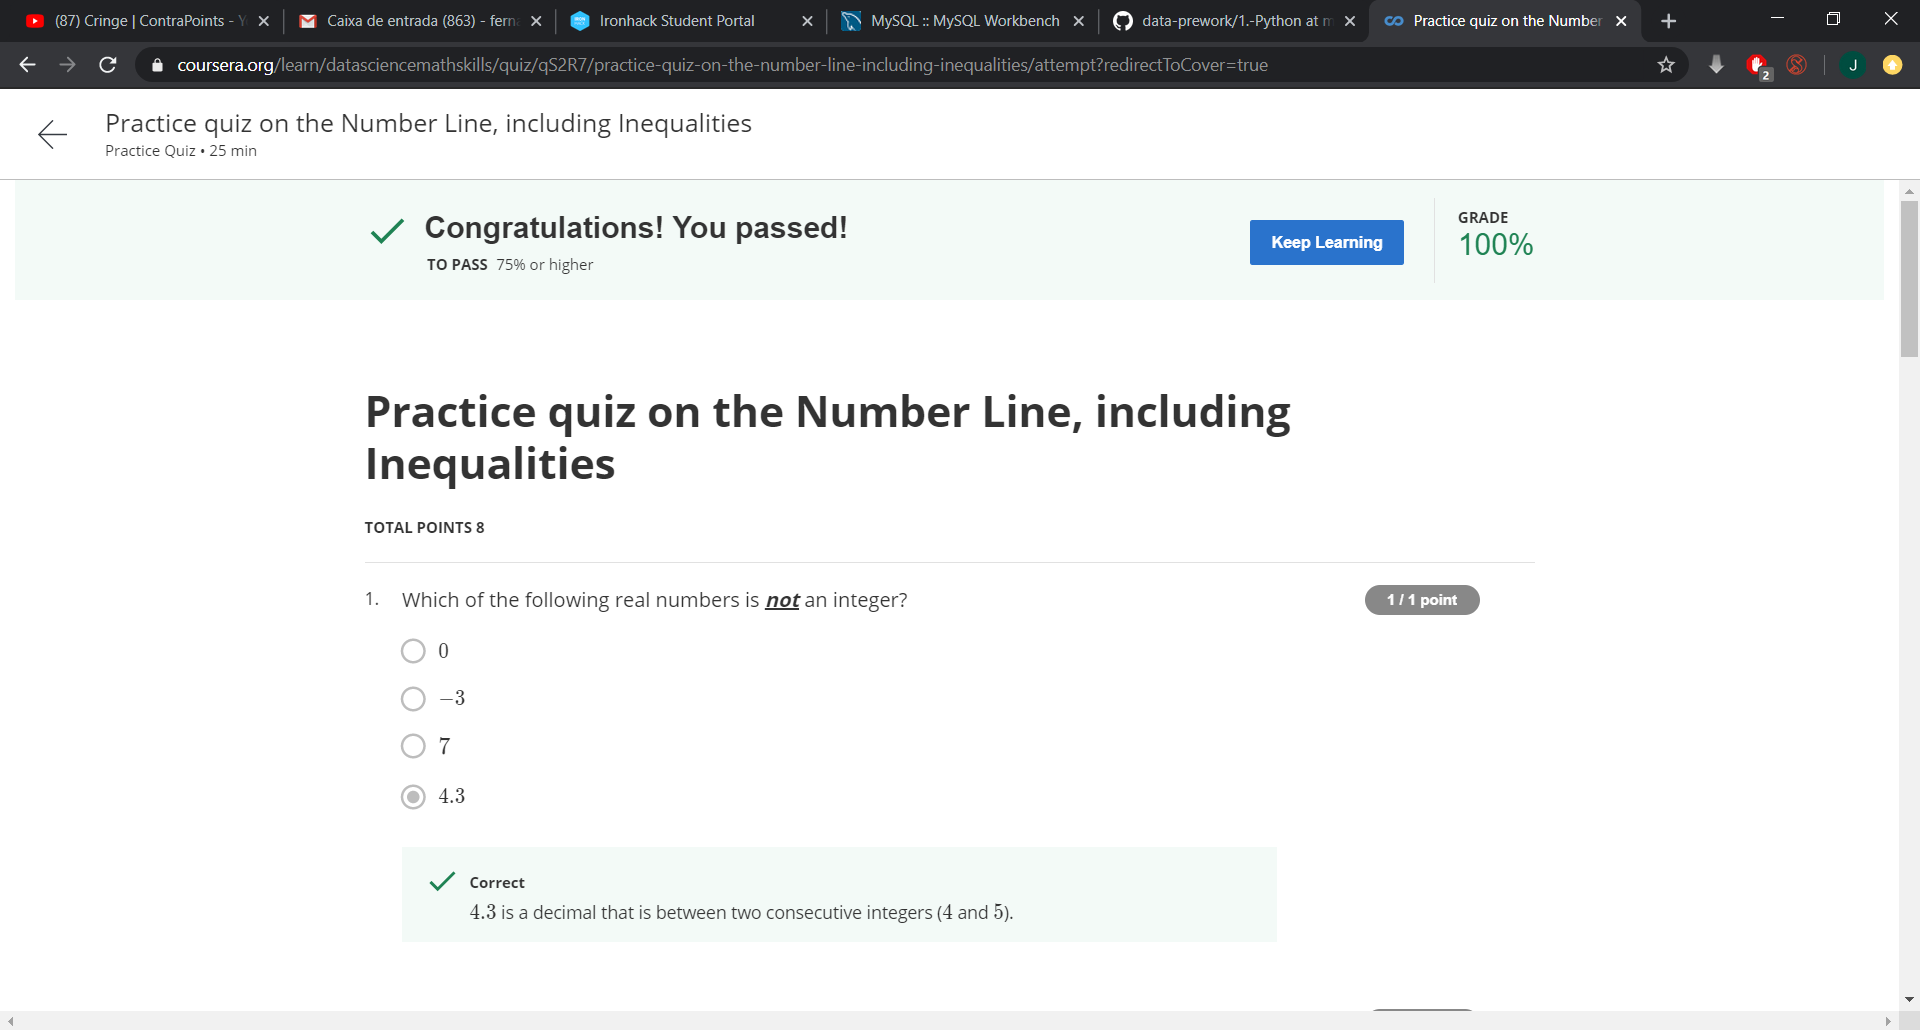 (87) Cringe | ContraPoints - Y
Caixa de entrada (863) - fern
Ironhack Student Portal
MySQL :: MySQL Workbench
data-prework/1.-Python at m
Practice quiz on the Number
coursera.org/learn/datasciencemathskills/quiz/qS2R7/practice-quiz-on-the-number-line-including-inequalities/attempt?redirectToCover=true
2
J
Practice quiz on the Number Line, including Inequalities
Practice Quiz • 25 min
Congratulations! You passed!
TO PASS 75% or higher
Keep Learning
GRADE
100%
Practice quiz on the Number Line, including
Inequalities
TOTAL POINTS 8
1. Which of the following real numbers is not an integer?
1 / 1 point
0
−3
7
4.3
Correct
4.3 is a decimal that is between two consecutive integers (4 and 5).